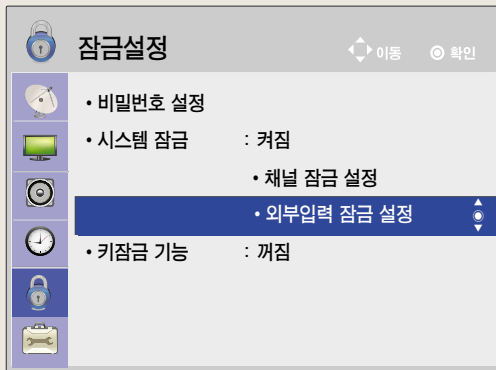 잠금설정
이동 확인
• 비밀번호 설정
• 시스템 잠금 : 켜짐
• 채널 잠금 설정
• 외부입력 잠금 설정
• 키잠금 기능 : 꺼짐